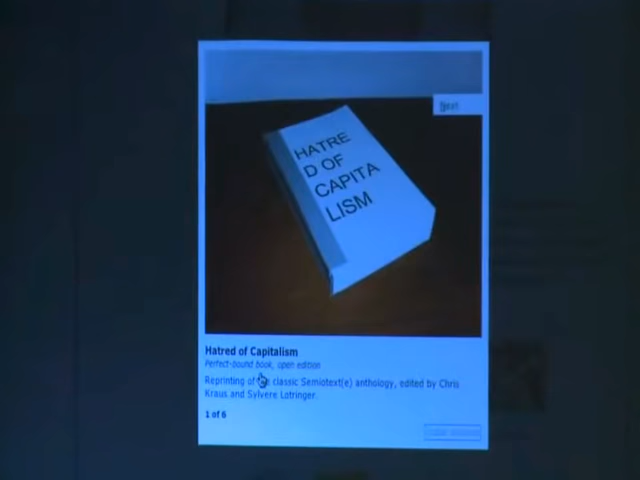 HATRE
D OF
CAPITA
LISM
Next
Hatred of Capitalism
Perfect-bound book, open edition
Reprinting of classic Semiotext(e) anthology, edited by Chris
Kraus and Sylvere Lotringer.
1 of 6